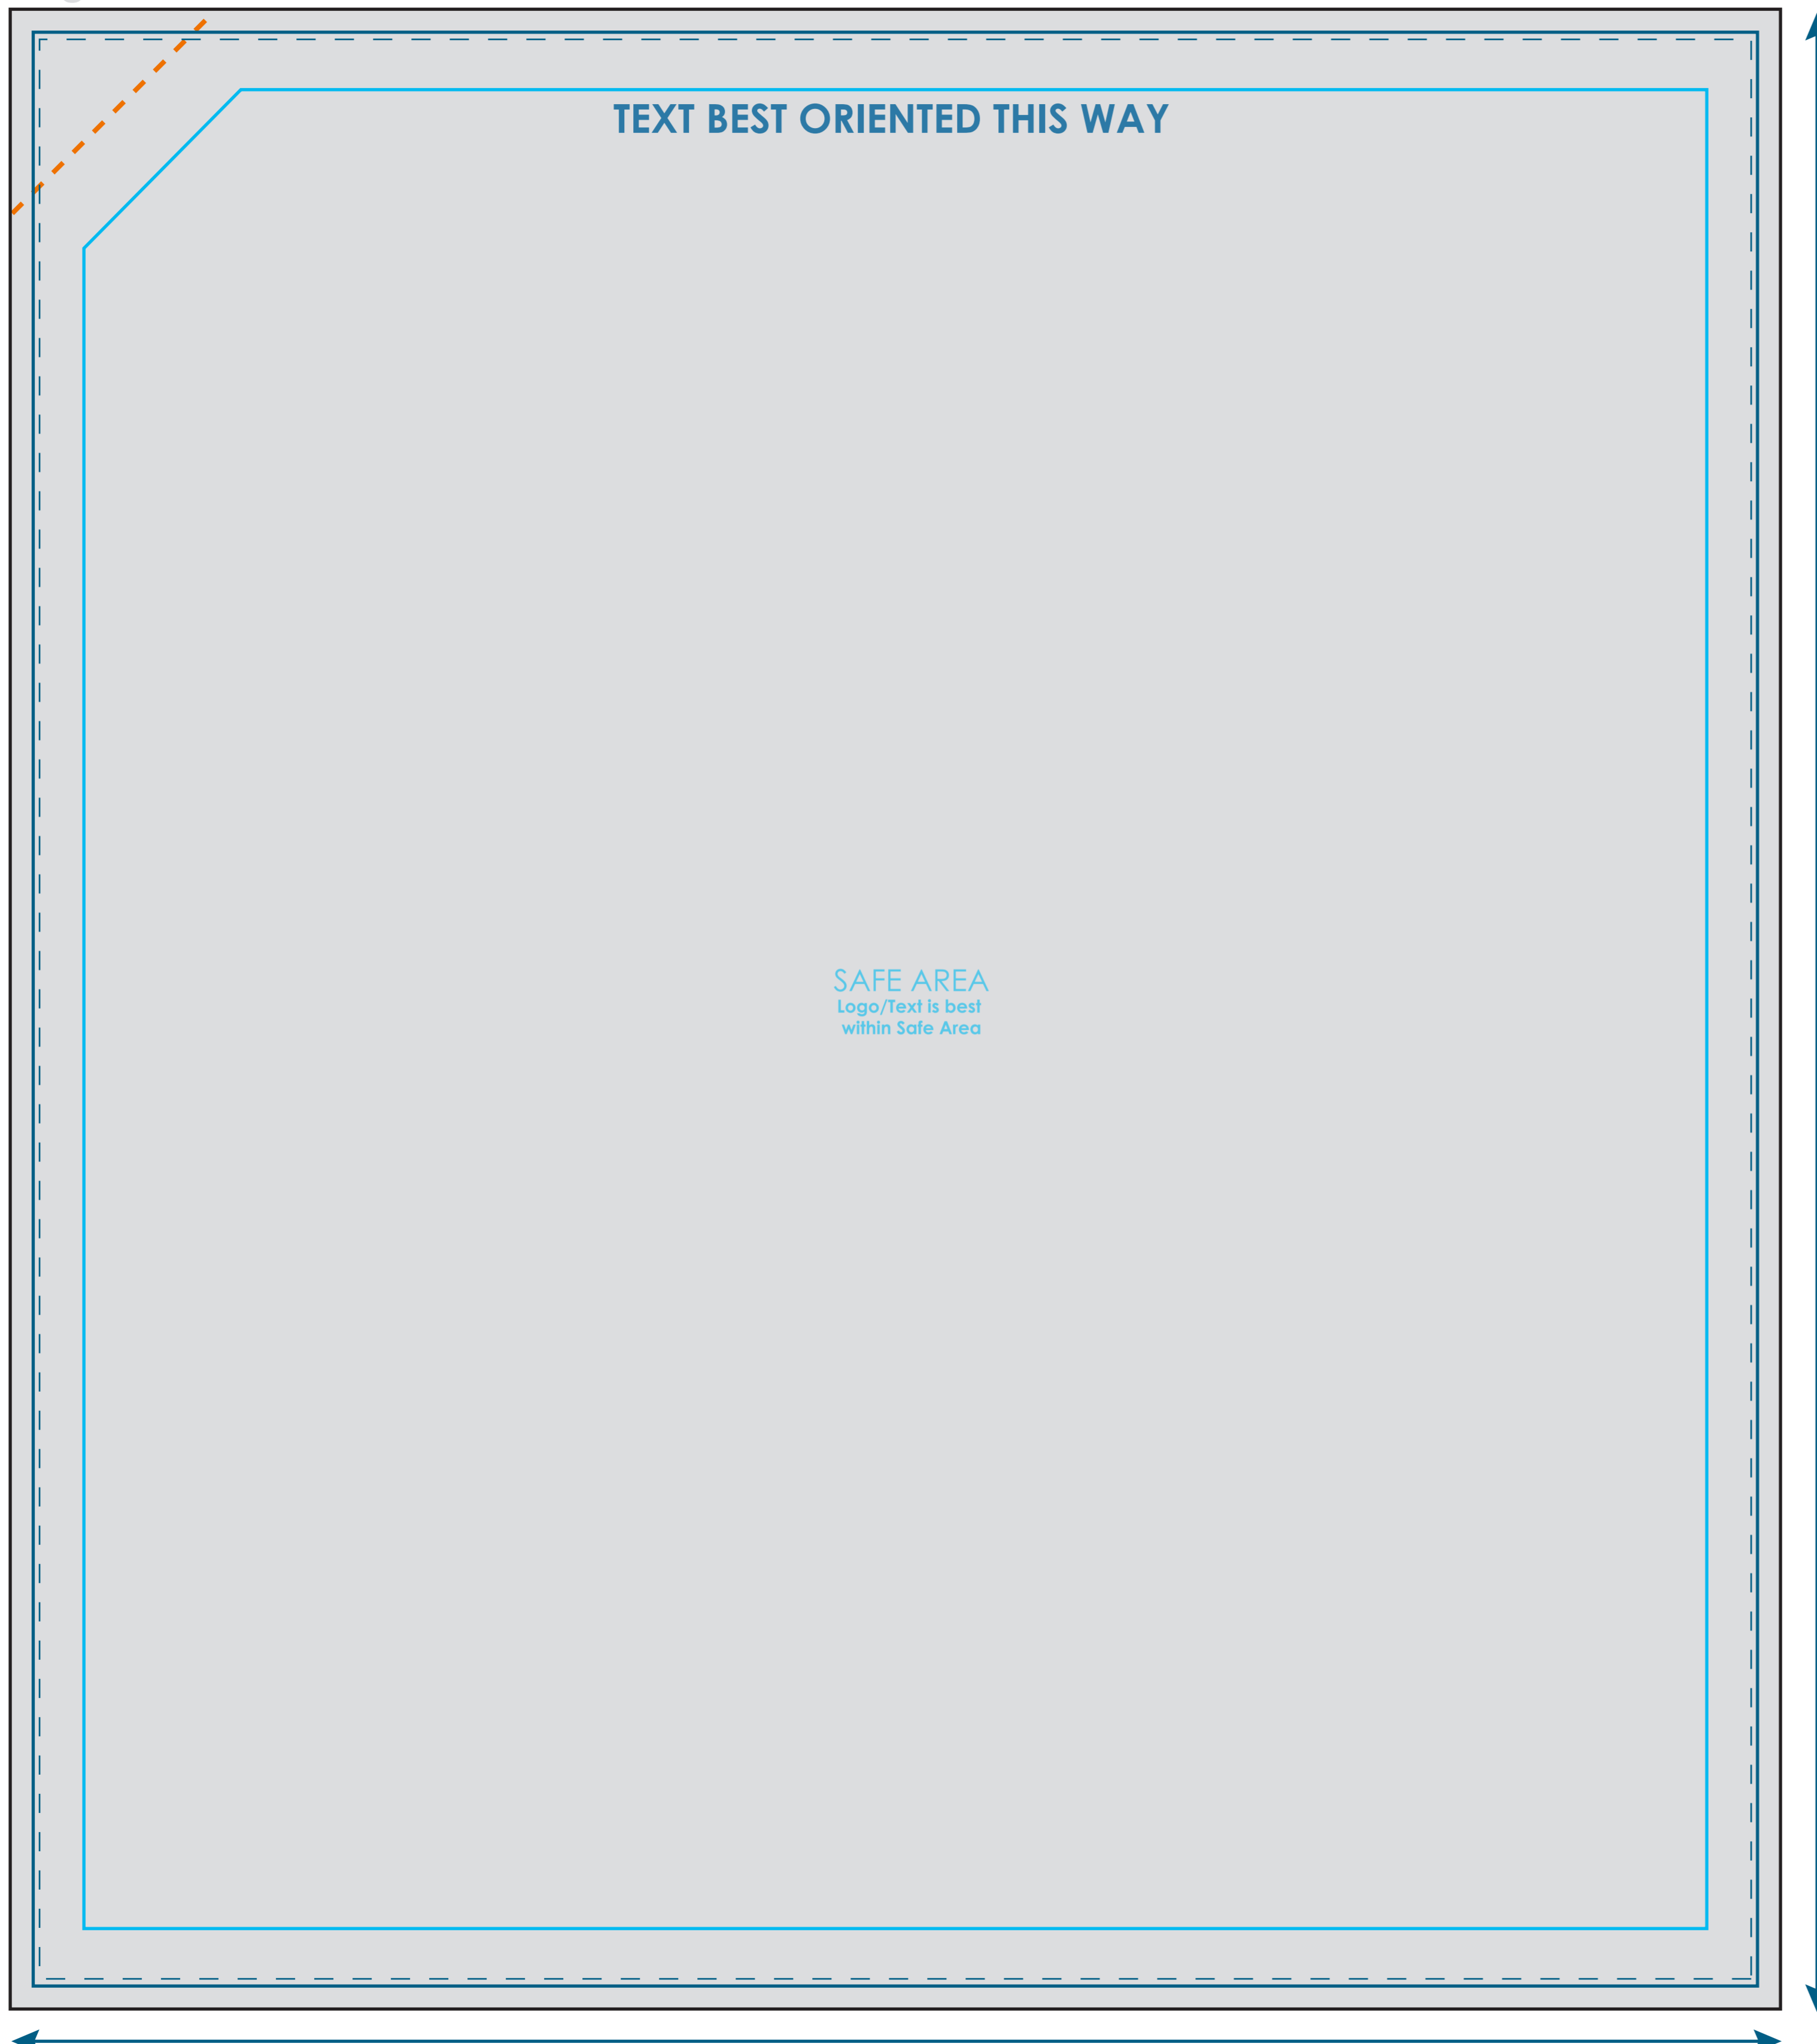 TEXT BEST ORIENTED THIS WAY
SAFE AREA
Logo/Text is best
within Safe Area